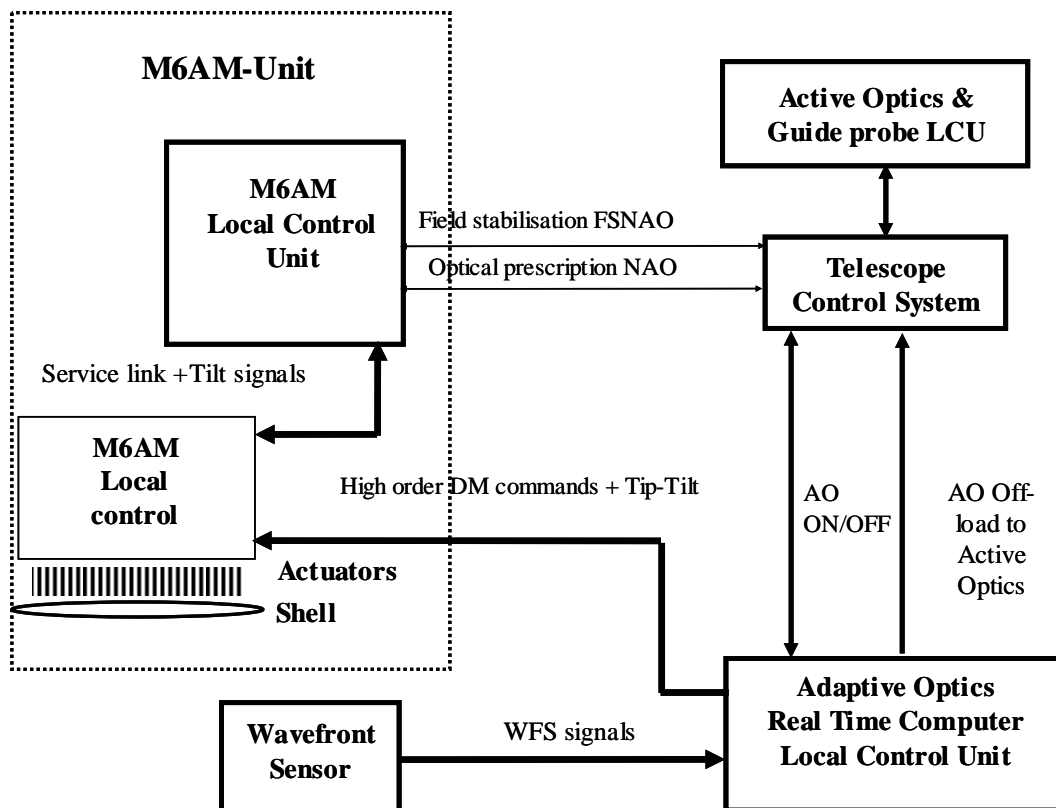 M6AM-Unit
Active Optics &
Guide probe LCU
M6AM
Local Control
Unit
Field stabilisation FSNAO
Optical prescription NAO
Telescope
Control System
Service link +Tilt signals
M6AM
Local
control
High order DM commands + Tip-Tilt
AO
ON/OFF
AO Off-
load to
Active
Optics
Actuators
Shell
Wavefront
Sensor
WFS signals
Adaptive Optics
Real Time Computer
Local Control Unit